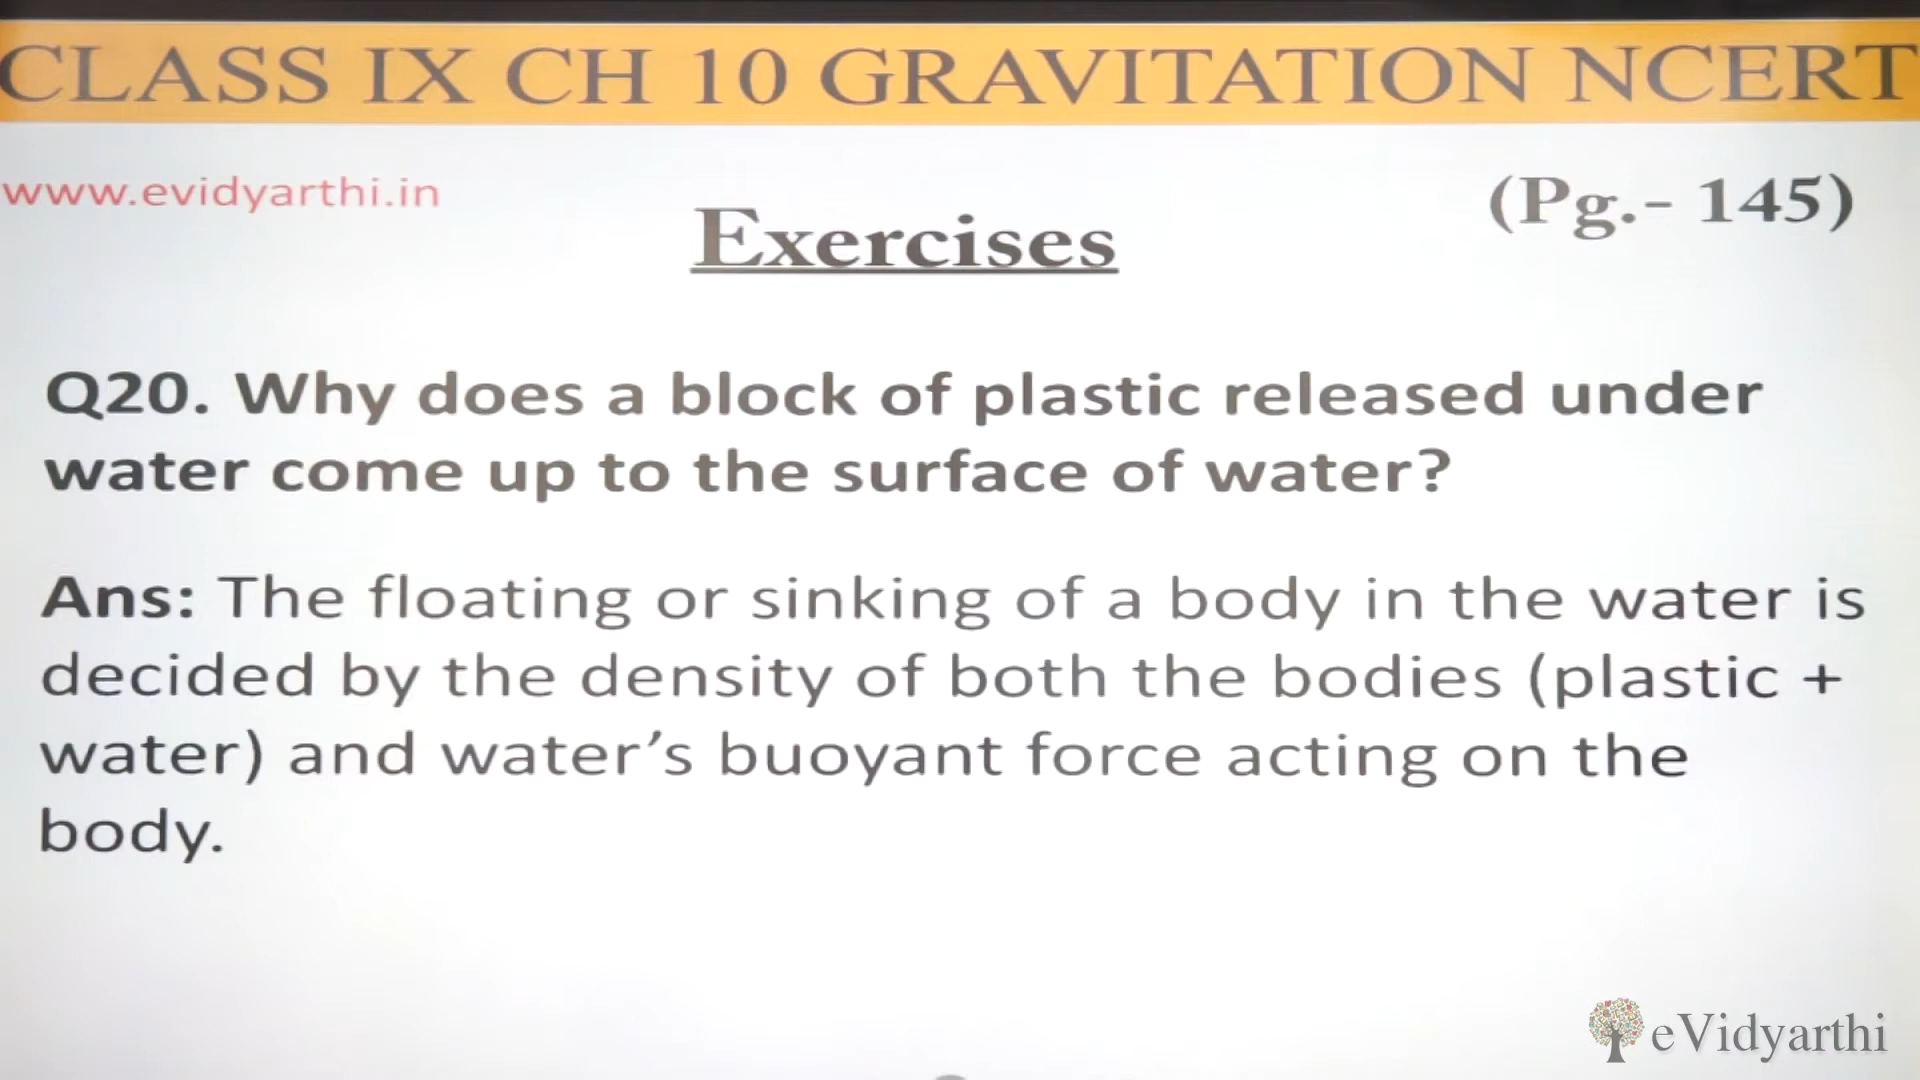 CLASS IX CH 10 GRAVITATION NCERT
www.evidyarthi.in
(Pg.- 145)
Exercises
Q20. Why does a block of plastic released under
water come up to the surface of water?
Ans: The floating or sinking of a body in the water is
decided by the density of both the bodies (plastic +
water) and water’s buoyant force acting on the
body.
eVidyarthi